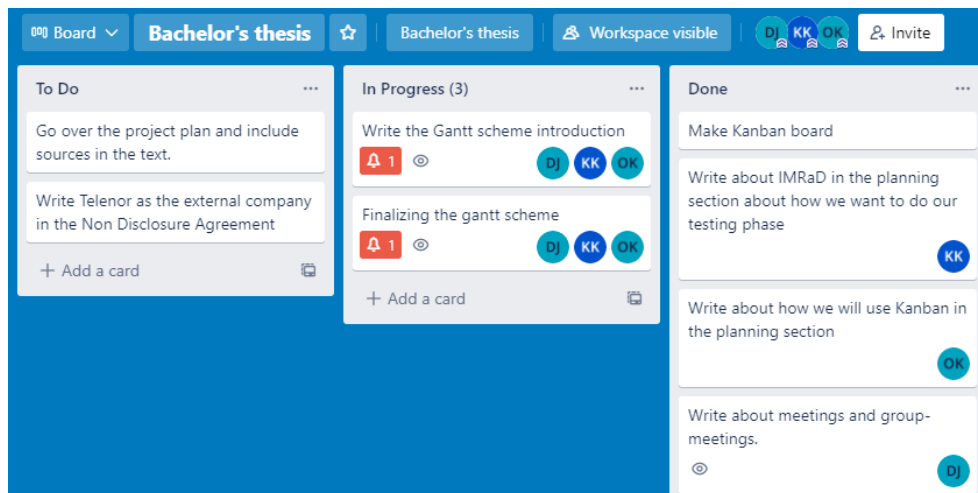 Board
Bachelor's thesis
Bachelor's thesis
Workspace visible
DJ
KK
OK
Invite
To Do
Go over the project plan and include
sources in the text.
Write Telenor as the external company
in the Non Disclosure Agreement
+ Add a card
In Progress (3)
Write the Gantt scheme introduction
1
DJ
KK
OK
Finalizing the gantt scheme
1
DJ
KK
OK
+ Add a card
Done
Make Kanban board
Write about IMRaD in the planning
section about how we want to do our
testing phase
KK
Write about how we will use Kanban in
the planning section
OK
Write about meetings and group-
meetings.
DJ